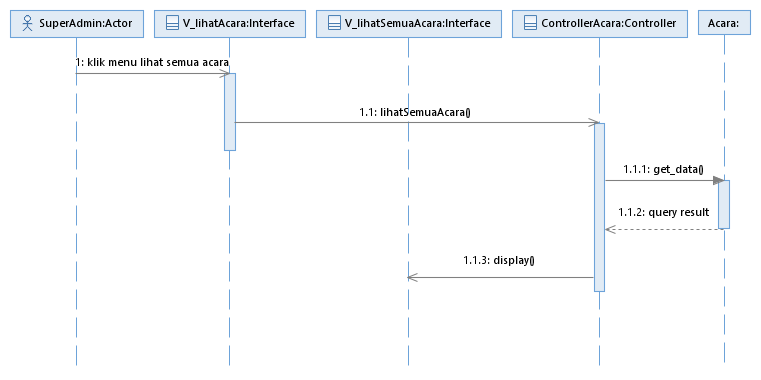 SuperAdmin:Actor
V_lihatAcara:Interface
V_lihatSemuaAcara:Interface
ControllerAcara:Controller
Acara:
1: klik menu lihat semua acara
1.1: lihatSemuaAcara()
1.1.1: get_data()
1.1.2: query result
1.1.3: display()